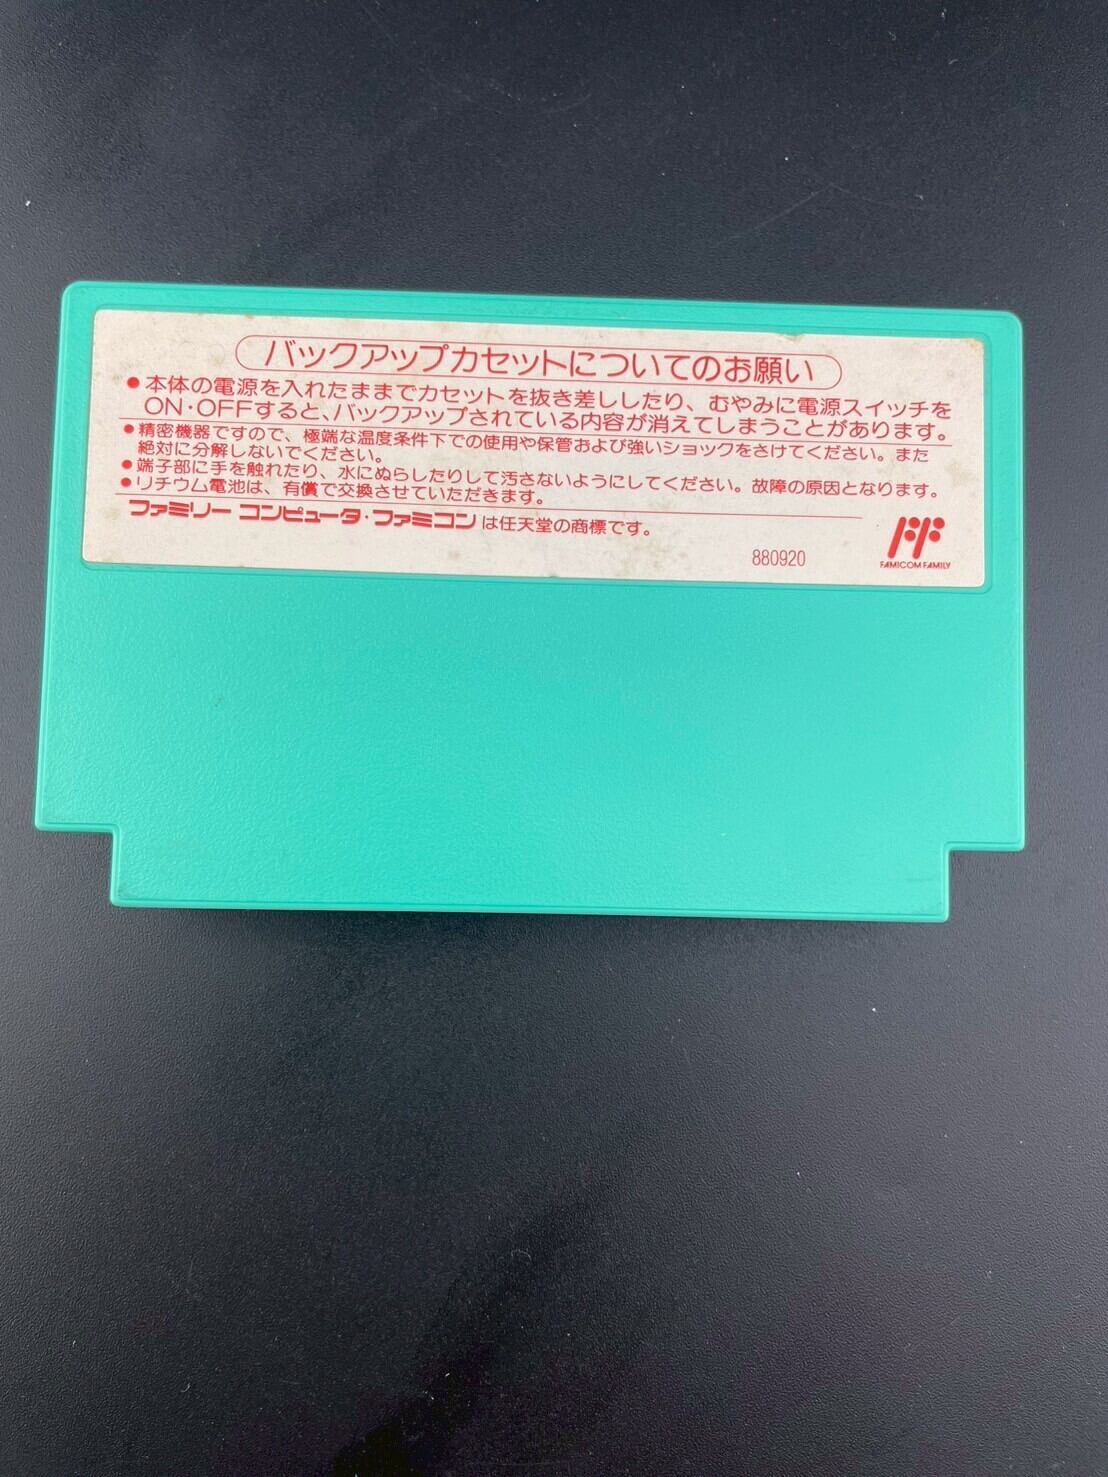 バックアップカセットについてのお願い
●本体の電源を入れたままでカセットを抜き差ししたり、むやみに電源スイッチを
ON・OFFすると、バックアップされている内容が消えてしまうことがあります。
●精密機器ですので、極端な温度条件下での使用や保管および強いショックをさけてください。また
絶対に分解しないでください。
●端子部に手を触れたり、水にぬらしたりして汚さないようにしてください。故障の原因となります。
●リチウム電池は、有償で交換させていただきます。
ファミリー コンピュータ・ファミコン は任天堂の商標です。
880920
FAMICOM FAMILY